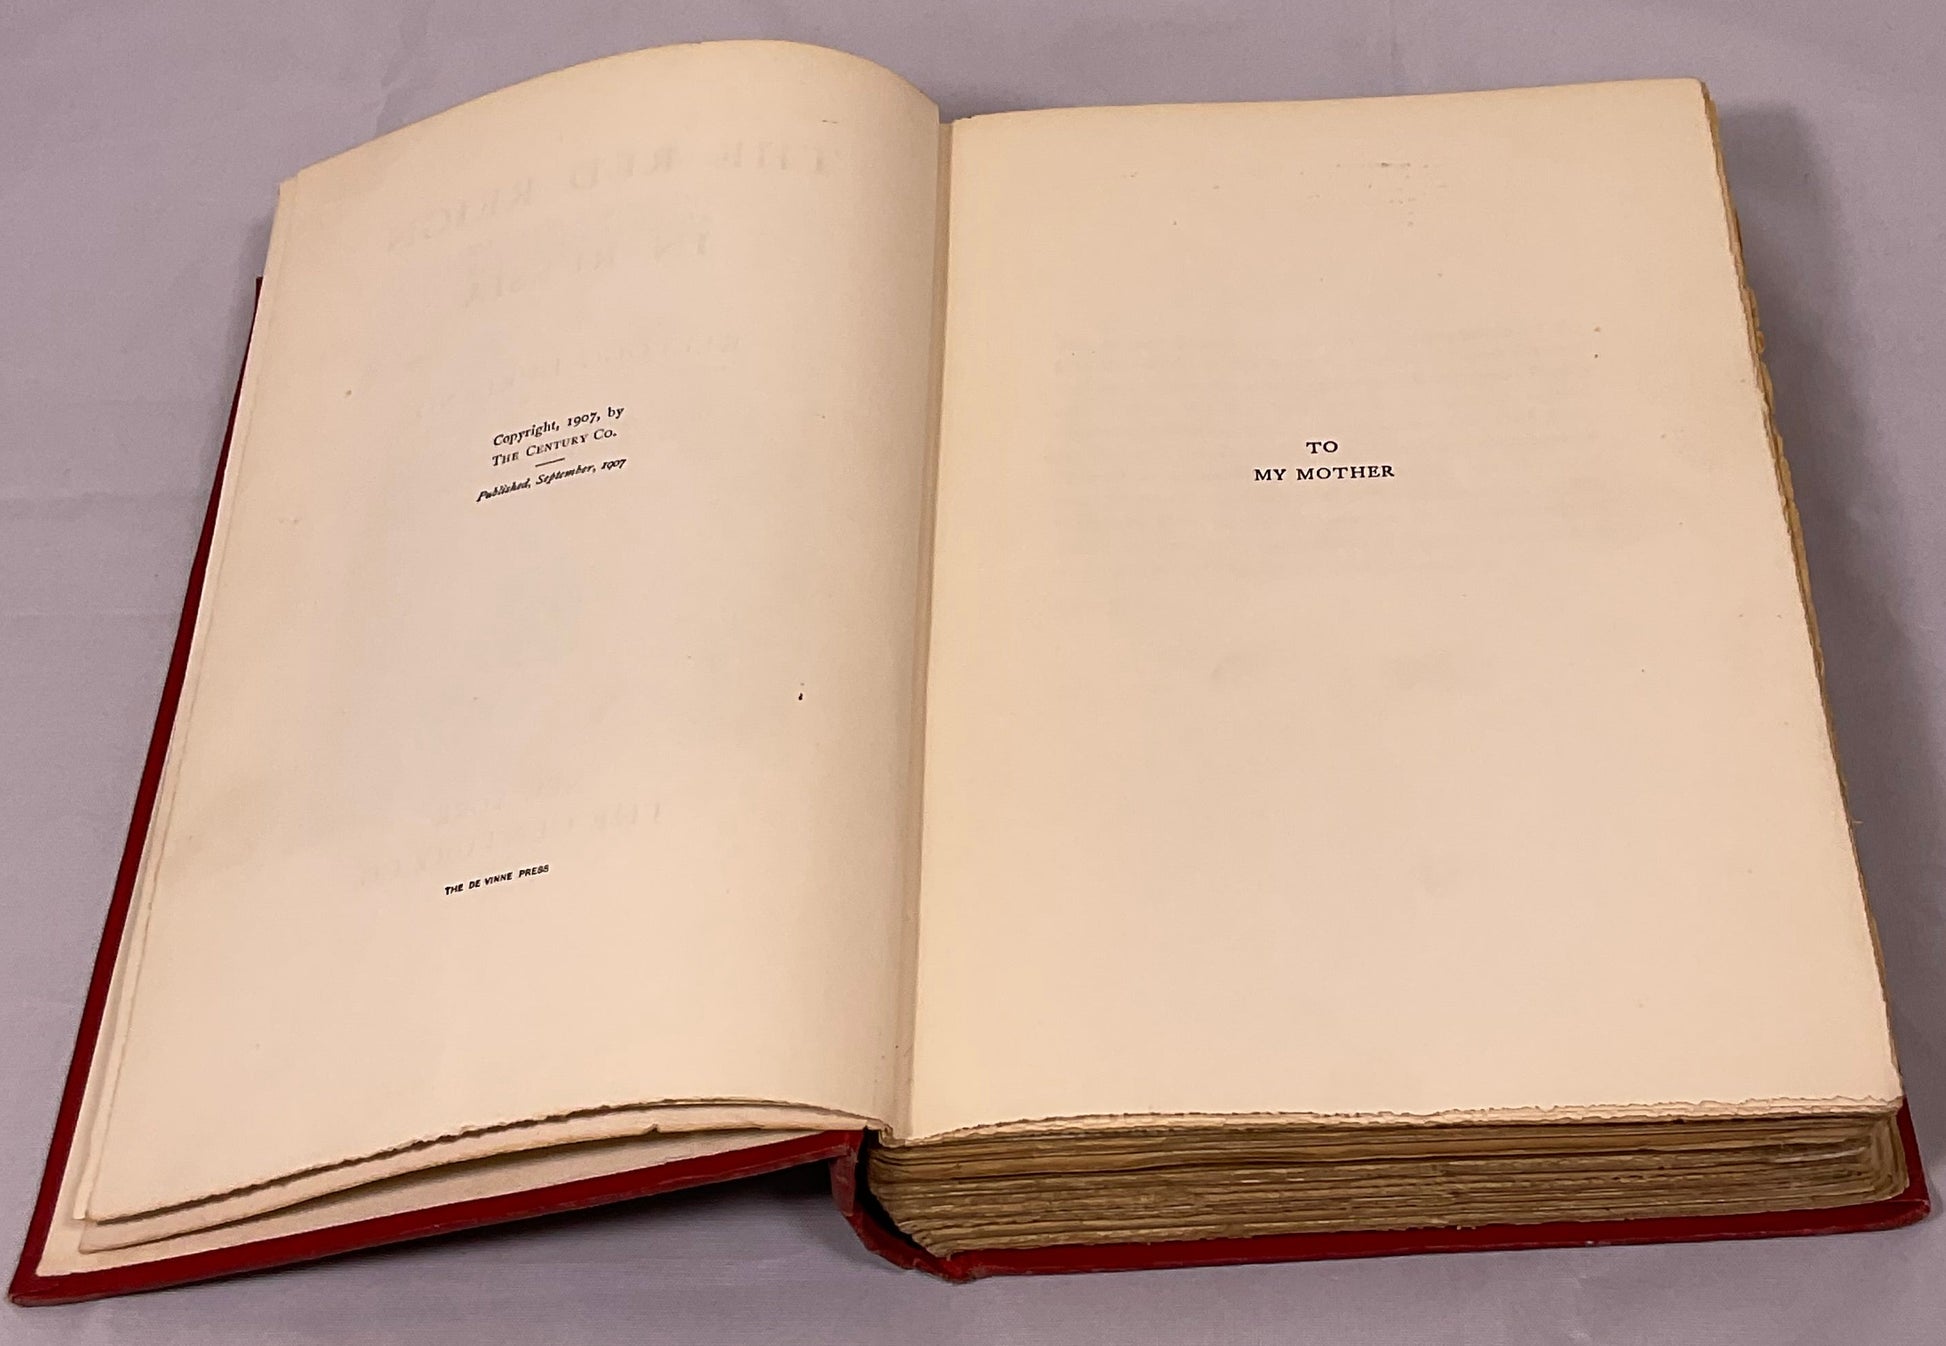 Copyright, 1907, by
THE CENTURY CO.
Published, September, 1907
THE DE VINNE PRESS
TO
MY MOTHER